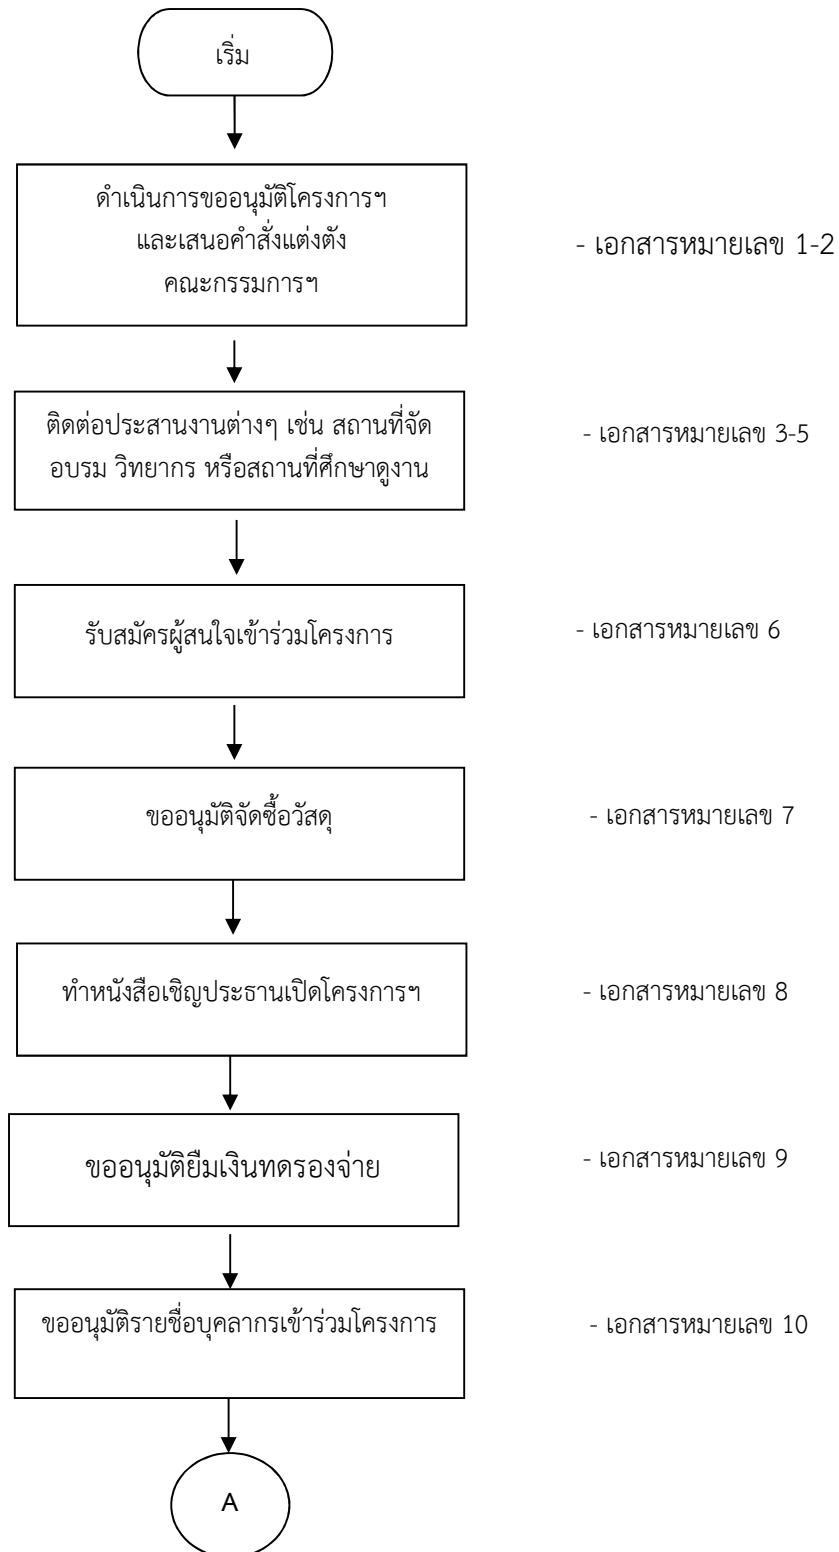 เริ่ม
ดำเนินการขออนุมัติโครงการฯ
และเสนอคำสั่งแต่งตัง
คณะกรรมการฯ
- เอกสารหมายเลข 1-2
ติดต่อประสานงานต่างๆ เช่น สถานที่จัด
อบรม วิทยากร หรือสถานที่ศึกษาดูงาน
- เอกสารหมายเลข 3-5
รับสมัครผู้สนใจเข้าร่วมโครงการ
- เอกสารหมายเลข 6
ขออนุมัติจัดซื้อวัสดุ
- เอกสารหมายเลข 7
ทำหนังสือเชิญประธานเปิดโครงการฯ
- เอกสารหมายเลข 8
ขออนุมัติยืมเงินทดรองจ่าย
- เอกสารหมายเลข 9
ขออนุมัติรายชื่อบุคลากรเข้าร่วมโครงการ
- เอกสารหมายเลข 10
A